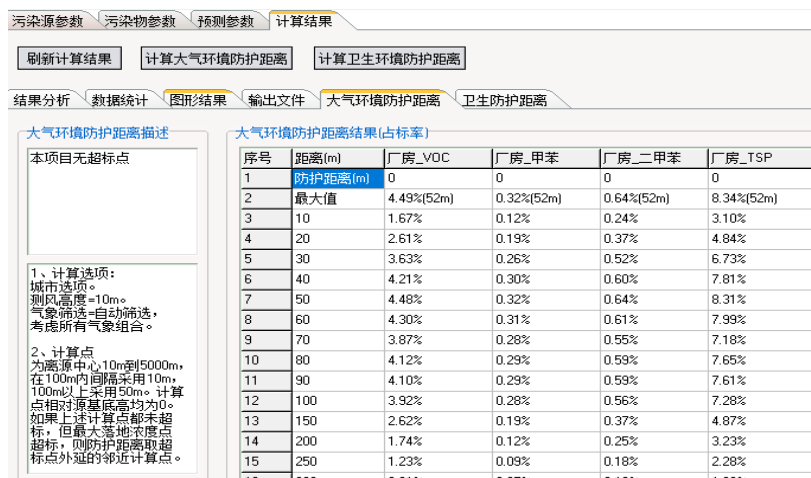 污染源参数 污染物参数 预测参数 计算结果
刷新计算结果 计算大气环境防护距离 计算卫生环境防护距离
结果分析 数据统计 图形结果 输出文件 大气环境防护距离 卫生防护距离
大气环境防护距离描述
本项目无超标点
1、计算选项:
城市选项。
测风高度=10m。
气象筛选=自动筛选,
考虑所有气象组合。
2、计算点
为离源中心10m到5000m,
在100m内间隔采用10m,
100m以上采用50m。计算
点相对源基底高均为0。
如果上述计算点都未超
标,但最大落地浓度点
超标,则防护距离取超
标点外延的邻近计算点。
大气环境防护距离结果(占标率)
序号 距离(m) 厂房_VOC 厂房_甲苯 厂房_二甲苯 厂房_TSP
1 防护距离(m) 0 0 0 0
2 最大值 4.49%(52m) 0.32%(52m) 0.64%(52m) 8.34%(52m)
3 10 1.67% 0.12% 0.24% 3.10%
4 20 2.61% 0.19% 0.37% 4.84%
5 30 3.63% 0.26% 0.52% 6.73%
6 40 4.21% 0.30% 0.60% 7.81%
7 50 4.48% 0.32% 0.64% 8.31%
8 60 4.30% 0.31% 0.61% 7.99%
9 70 3.87% 0.28% 0.55% 7.18%
10 80 4.12% 0.29% 0.59% 7.65%
11 90 4.10% 0.29% 0.59% 7.61%
12 100 3.92% 0.28% 0.56% 7.28%
13 150 2.62% 0.19% 0.37% 4.87%
14 200 1.74% 0.12% 0.25% 3.23%
15 250 1.23% 0.09% 0.18% 2.28%